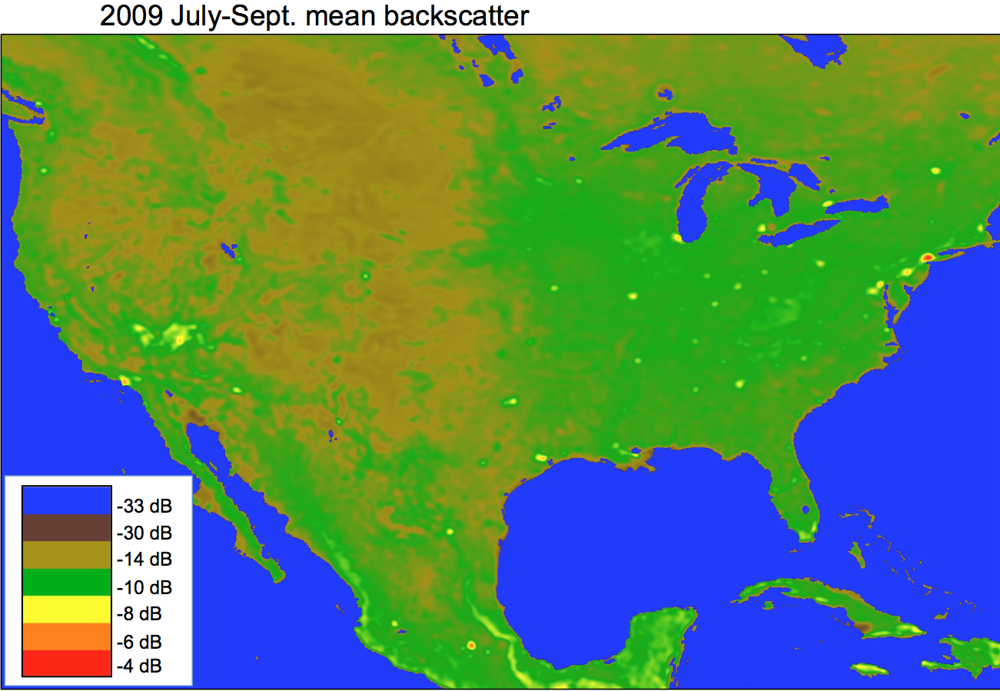 2009 July-Sept. mean backscatter
-33 dB
-30 dB
-14 dB
-10 dB
-8 dB
-6 dB
-4 dB